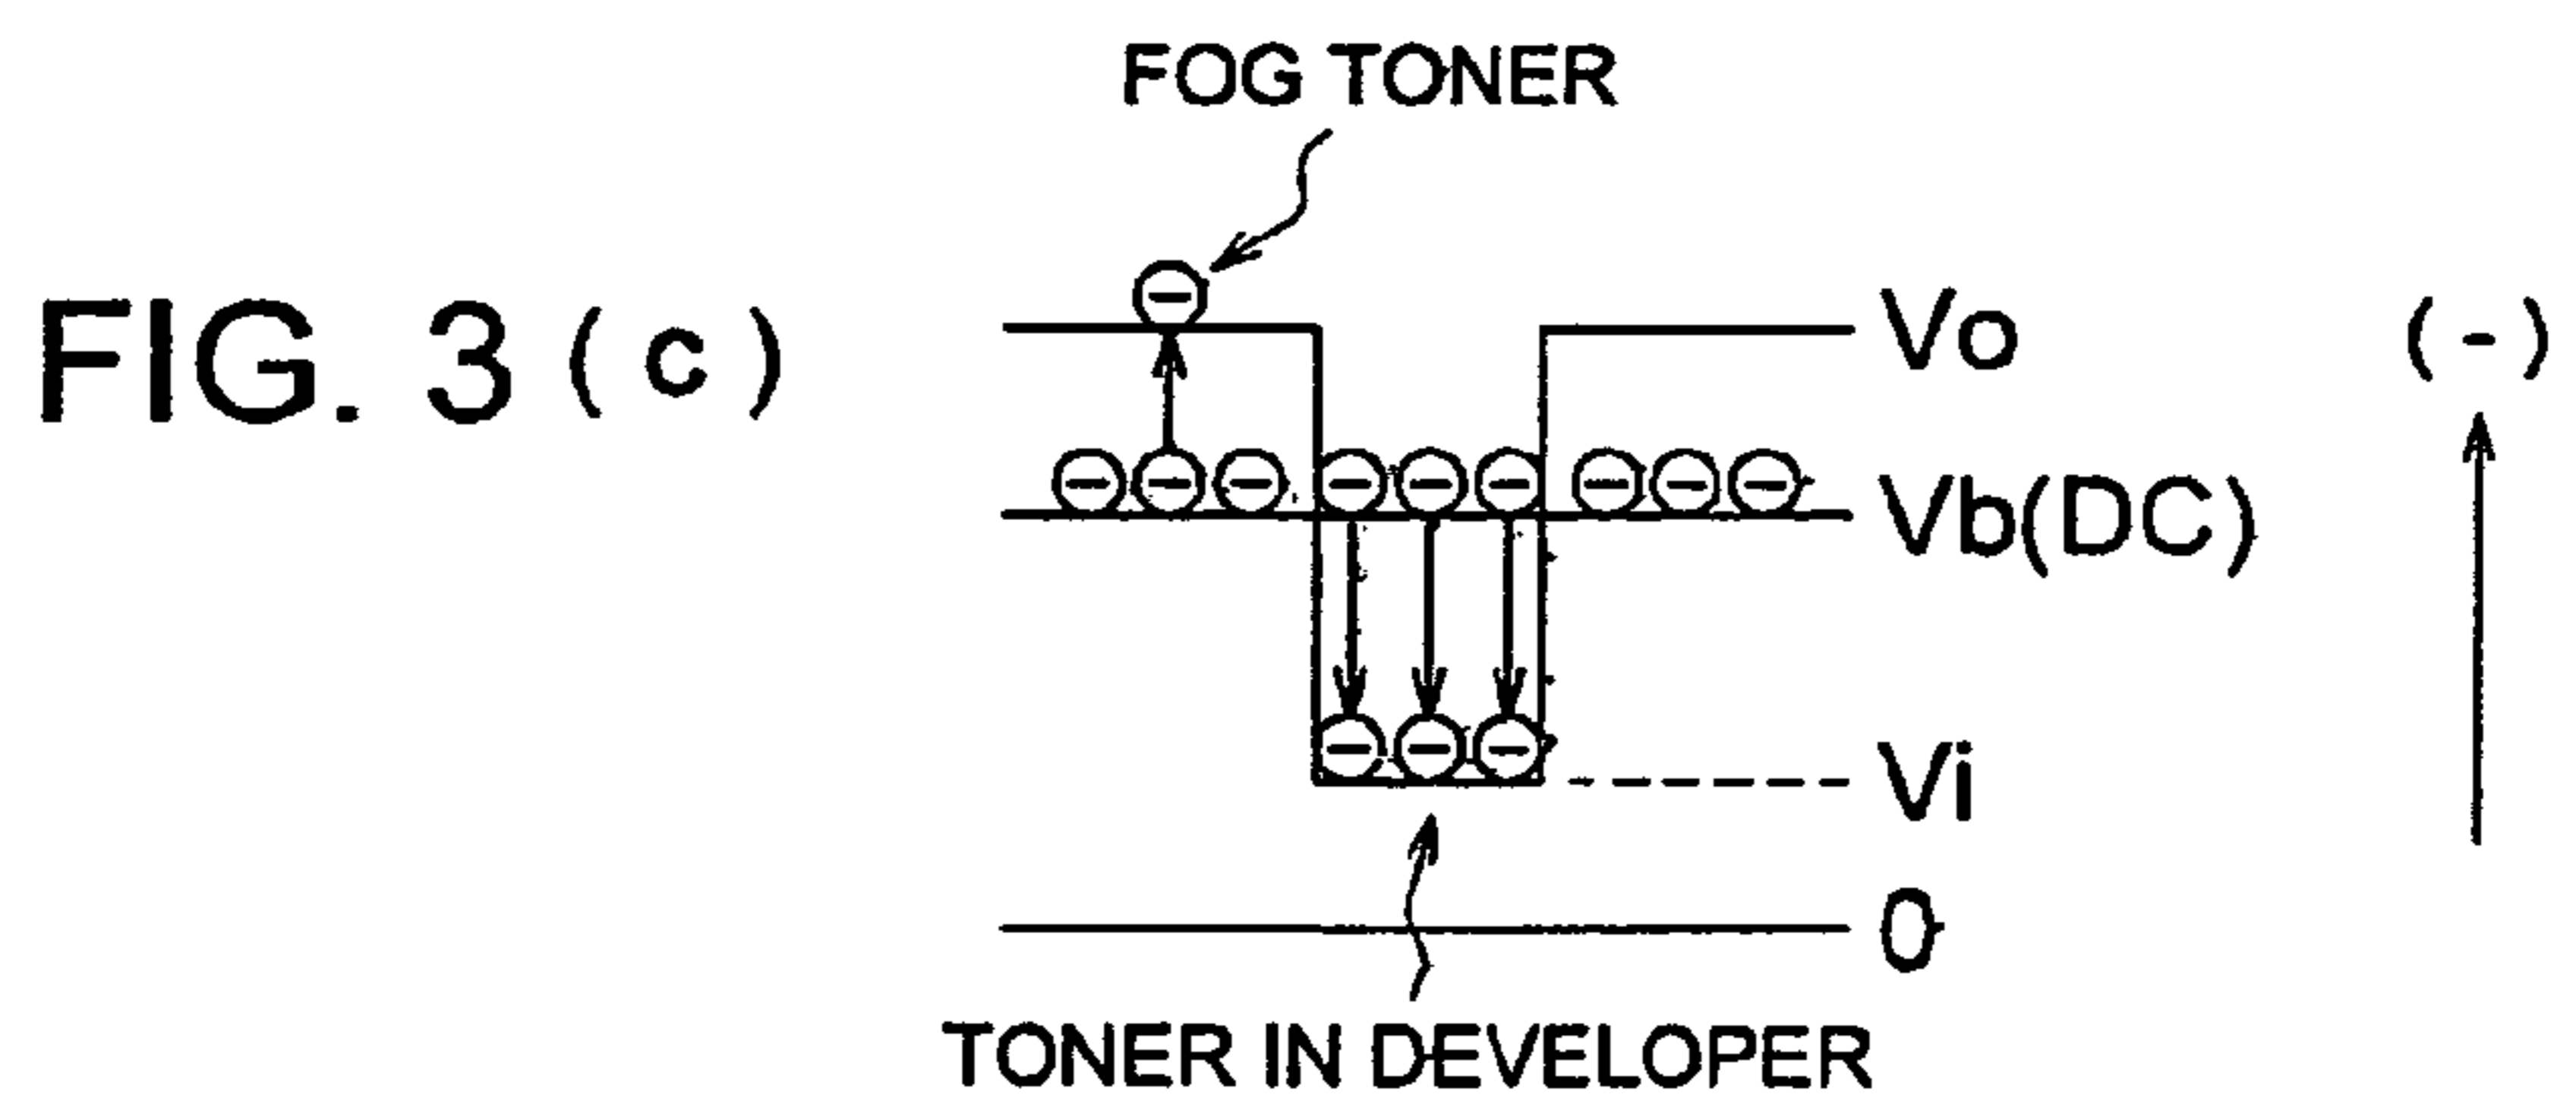 FOG TONER
FIG. 3 (c)
Vo
(-)
Vb(DC)
Vi
0
TONER IN DEVELOPER